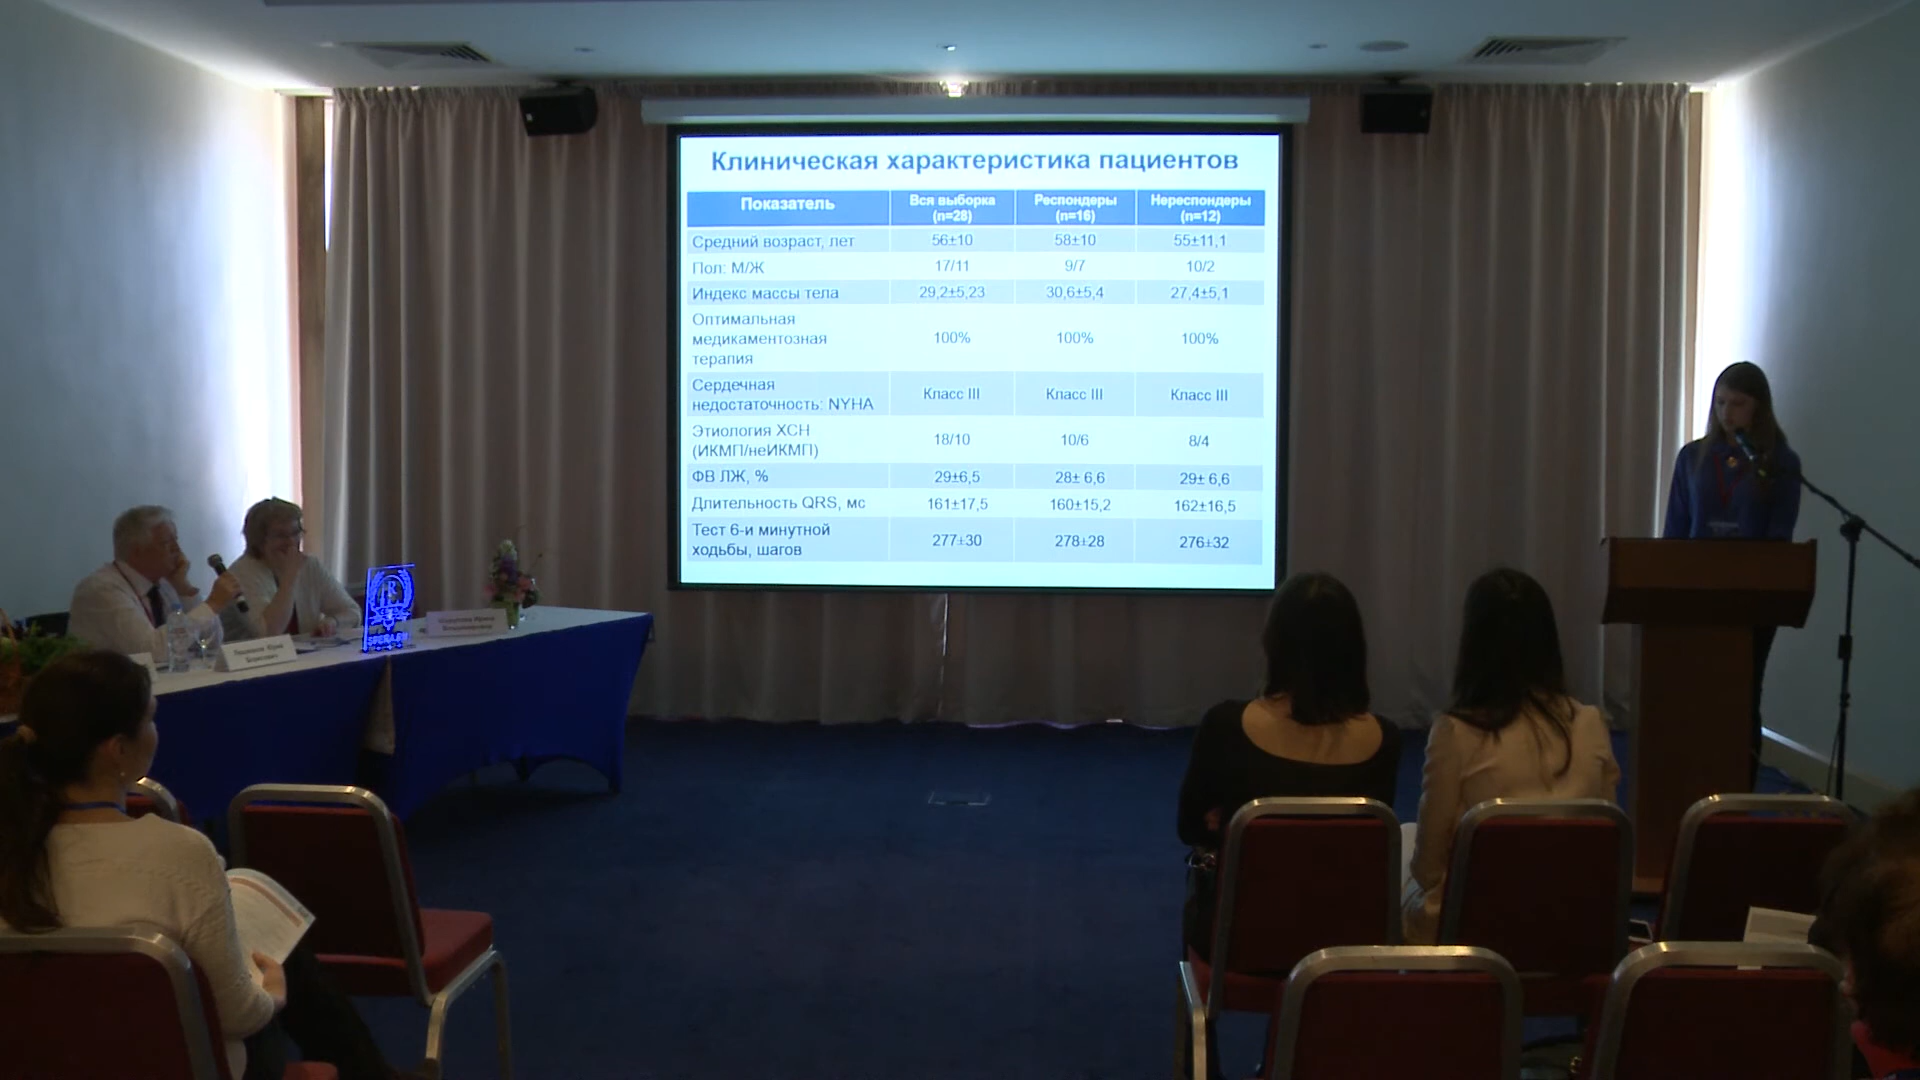 Клиническая характеристика пациентов
Показатель
Вся выборка
(n=28)
Респондеры
(n=16)
Нереспондеры
(n=12)
Средний возраст, лет
56±10
58±10
55±11,1
Пол: М/Ж
17/11
9/7
10/2
Индекс массы тела
29,2±5,23
30,6±5,4
27,4±5,1
Оптимальная
медикаментозная
терапия
100%
100%
100%
Сердечная
недостаточность: NYHA
Класс III
Класс III
Класс III
Этиология ХСН
(ИКМП/неИКМП)
18/10
10/6
8/4
ФВ ЛЖ, %
29±6,5
28± 6,6
29± 6,6
Длительность QRS, мс
161±17,5
160±15,2
162±16,5
Тест 6-и минутной
ходьбы, шагов
277±30
278±28
276±32